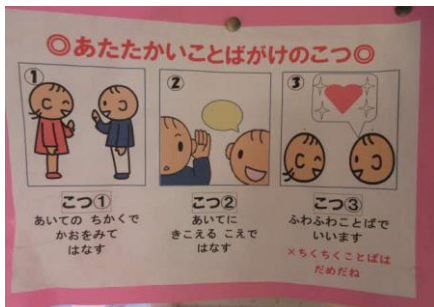 ◎あたたかいことばがけのこつ◎
①
②
③
こつ①
あいての ちかくで
かおをみて
はなす
こつ②
あいてに
きこえる こえで
はなす
こつ③
ふわふわことばで
いいます
×ちくちくことばは
だめだね